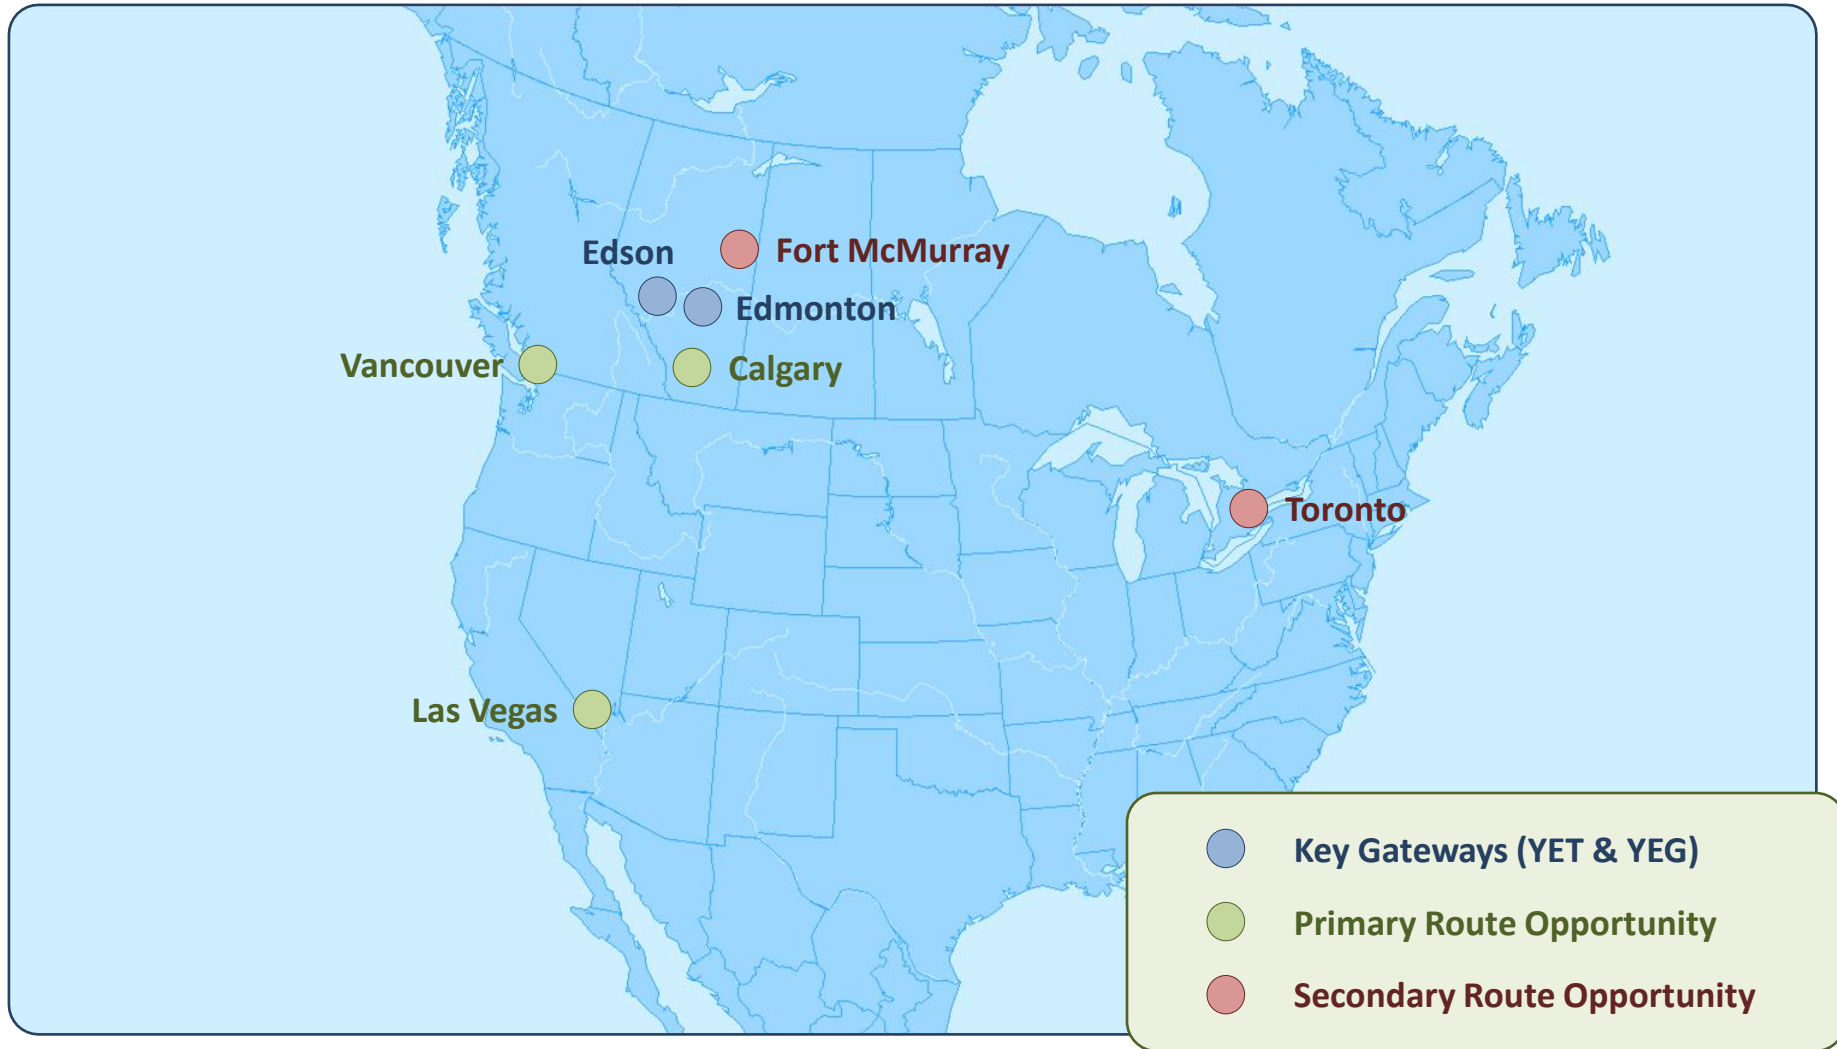 Edson
Fort McMurray
Edmonton
Vancouver
Calgary
Toronto
Las Vegas
Key Gateways (YET & YEG)
Primary Route Opportunity
Secondary Route Opportunity